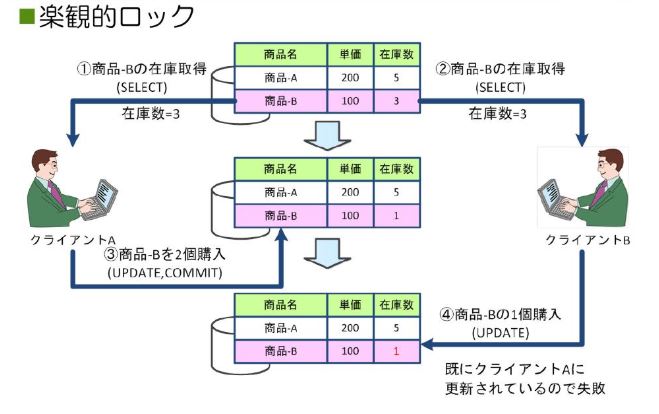 ■楽観的ロック
商品名 単価 在庫数
商品-A 200 5
商品-B 100 3
①商品-Bの在庫取得
(SELECT)
在庫数=3
②商品-Bの在庫取得
(SELECT)
在庫数=3
商品名 単価 在庫数
商品-A 200 5
商品-B 100 1
クライアントA
クライアントB
③商品-Bを2個購入
(UPDATE,COMMIT)
商品名 単価 在庫数
商品-A 200 5
商品-B 100 1
④商品-Bの1個購入
(UPDATE)
既にクライアントAに
更新されているので失敗